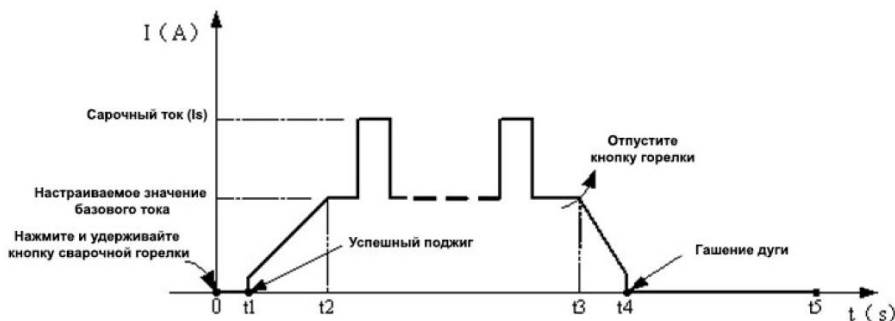 I (A)
Сарочный ток (Is)
Отпустите
кнопку горелки
Настраиваемое значение
базового тока
Нажмите и удерживайте
кнопку сварочной горелки
Успешный поджиг
Гашение дуги
0 t1 t2 t3 t4 t5
t (s)